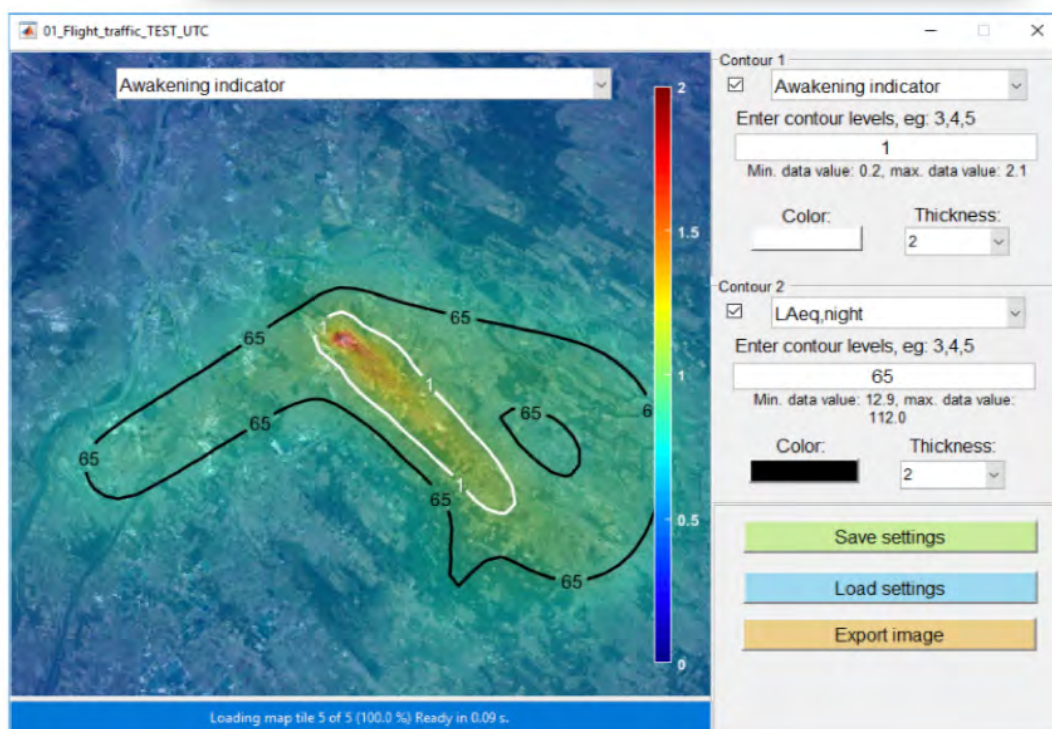 01_Flight_traffic_TEST_UTC
Awakening indicator
2
1.5
1
0.5
0
65
65
65
6
65
65
65
65
65
1
1
1
Loading map tile 5 of 5 (100.0 %) Ready in 0.09 s.
Contour 1
Awakening indicator
Enter contour levels, eg: 3,4,5
1
Min. data value: 0.2, max. data value: 2.1
Color: Thickness:
2
Contour 2
LAeq,night
Enter contour levels, eg: 3,4,5
65
Min. data value: 12.9, max. data value:
112.0
Color: Thickness:
2
Save settings
Load settings
Export image